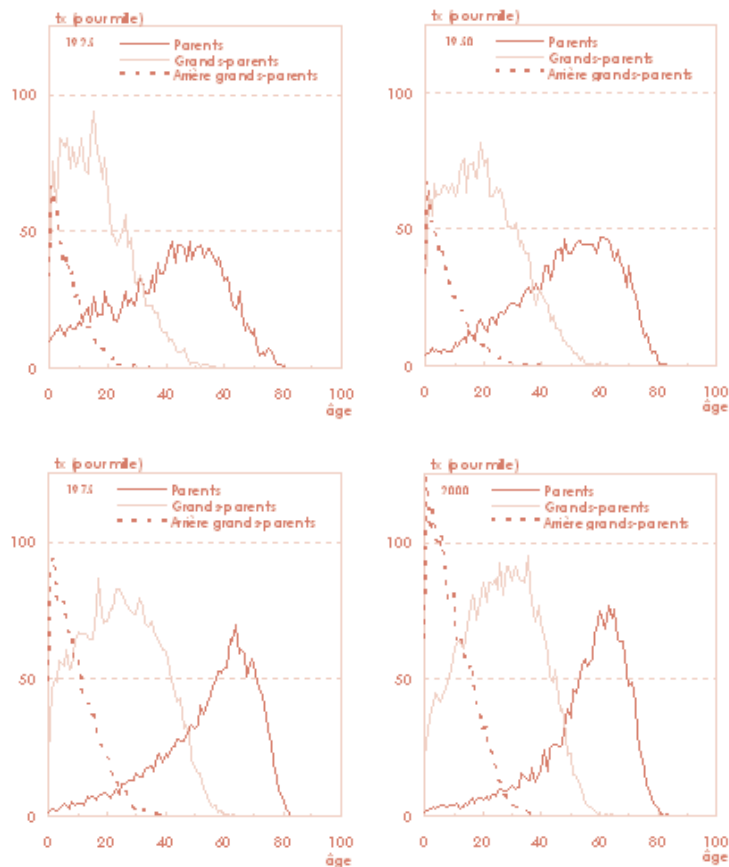 tx (pour mille)
1925
Parents
Grands-parents
Arrière grands-parents
100
50
0
0 20 40 60 80 100
âge
tx (pour mille)
1950
Parents
Grands-parents
Arrière grands-parents
100
50
0
0 20 40 60 80 100
âge
tx (pour mille)
1975
Parents
Grands-parents
Arrière grands-parents
100
50
0
0 20 40 60 80 100
âge
tx (pour mille)
2000
Parents
Grands-parents
Arrière grands-parents
100
50
0
0 20 40 60 80 100
âge